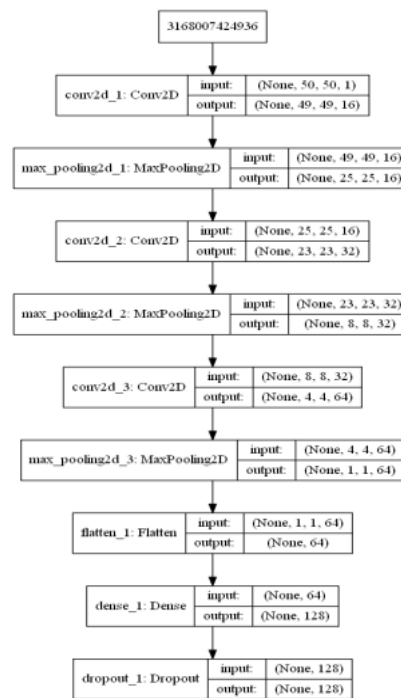 3168007424936
conv2d_1: Conv2D
input: (None, 50, 50, 1)
output: (None, 49, 49, 16)
max_pooling2d_1: MaxPooling2D
input: (None, 49, 49, 16)
output: (None, 25, 25, 16)
conv2d_2: Conv2D
input: (None, 25, 25, 16)
output: (None, 23, 23, 32)
max_pooling2d_2: MaxPooling2D
input: (None, 23, 23, 32)
output: (None, 8, 8, 32)
conv2d_3: Conv2D
input: (None, 8, 8, 32)
output: (None, 4, 4, 64)
max_pooling2d_3: MaxPooling2D
input: (None, 4, 4, 64)
output: (None, 1, 1, 64)
flatten_1: Flatten
input: (None, 1, 1, 64)
output: (None, 64)
dense_1: Dense
input: (None, 64)
output: (None, 128)
dropout_1: Dropout
input: (None, 128)
output: (None, 128)